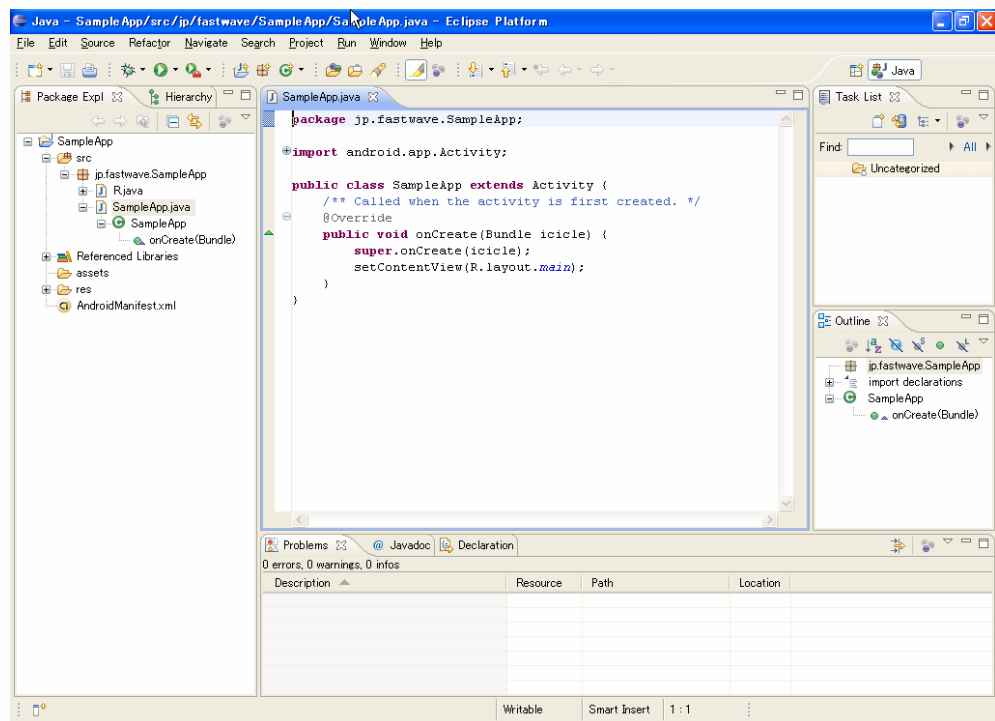 Java - SampleApp/src/jp/fastwave/SampleApp/SampleApp.java - Eclipse Platform
File Edit Source Refactor Navigate Search Project Run Window Help
Java
Package Expl Hierarchy
SampleApp
src
jp.fastwave.SampleApp
R.java
SampleApp.java
SampleApp
onCreate(Bundle)
Referenced Libraries
assets
res
AndroidManifest.xml
SampleApp.java
package jp.fastwave.SampleApp;
import android.app.Activity;
public class SampleApp extends Activity {
/** Called when the activity is first created. */
@Override
public void onCreate(Bundle icicle) {
super.onCreate(icicle);
setContentView(R.layout.main);
}
}
Task List
Find: All
Uncategorized
Outline
jp.fastwave.SampleApp
import declarations
SampleApp
onCreate(Bundle)
Problems @ Javadoc Declaration
0 errors, 0 warnings, 0 infos
Description Resource Path Location
Writable Smart Insert 1 : 1